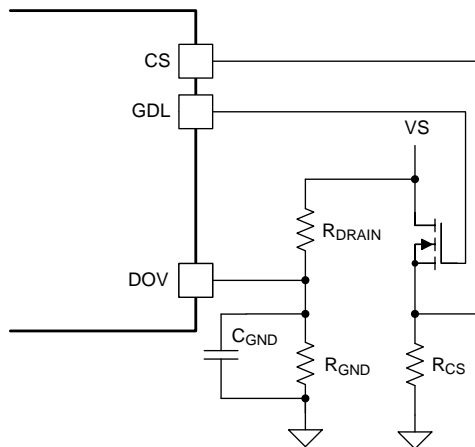 CS
GDL
VS
RDRAIN
DOV
CGND
RGND
RCS